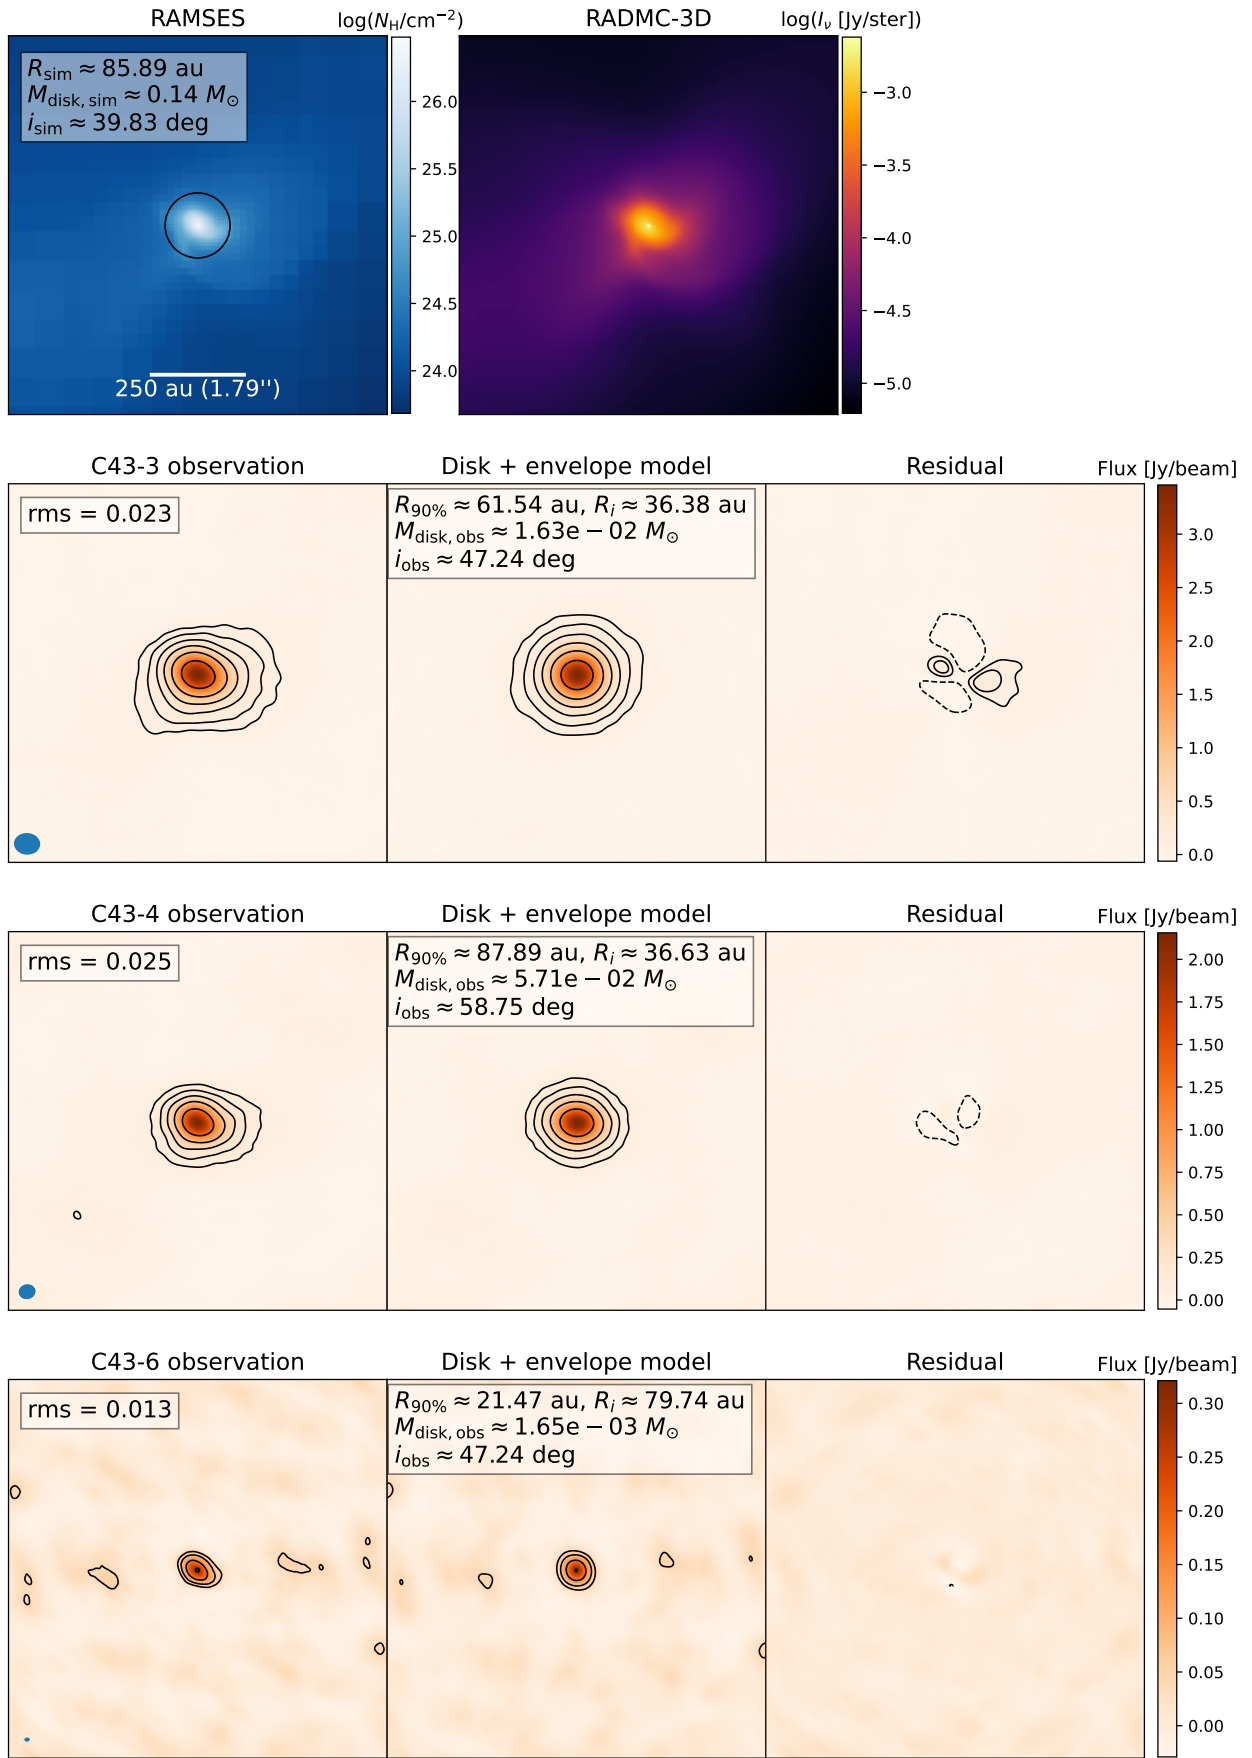 RAMSES
log(N_H/cm⁻²)
RADMC-3D
log(I_ν [Jy/ster])
R_sim ≈ 85.89 au
M_disk, sim ≈ 0.14 M_⊙
i_sim ≈ 39.83 deg
250 au (1.79'')
26.0
25.5
25.0
24.5
24.0
−3.0
−3.5
−4.0
−4.5
−5.0
C43-3 observation
Disk + envelope model
Residual
Flux [Jy/beam]
rms = 0.023
R_90% ≈ 61.54 au, R_i ≈ 36.38 au
M_disk, obs ≈ 1.63e − 02 M_⊙
i_obs ≈ 47.24 deg
3.0
2.5
2.0
1.5
1.0
0.5
0.0
C43-4 observation
Disk + envelope model
Residual
Flux [Jy/beam]
rms = 0.025
R_90% ≈ 87.89 au, R_i ≈ 36.63 au
M_disk, obs ≈ 5.71e − 02 M_⊙
i_obs ≈ 58.75 deg
2.00
1.75
1.50
1.25
1.00
0.75
0.50
0.25
0.00
C43-6 observation
Disk + envelope model
Residual
Flux [Jy/beam]
rms = 0.013
R_90% ≈ 21.47 au, R_i ≈ 79.74 au
M_disk, obs ≈ 1.65e − 03 M_⊙
i_obs ≈ 47.24 deg
0.30
0.25
0.20
0.15
0.10
0.05
0.00